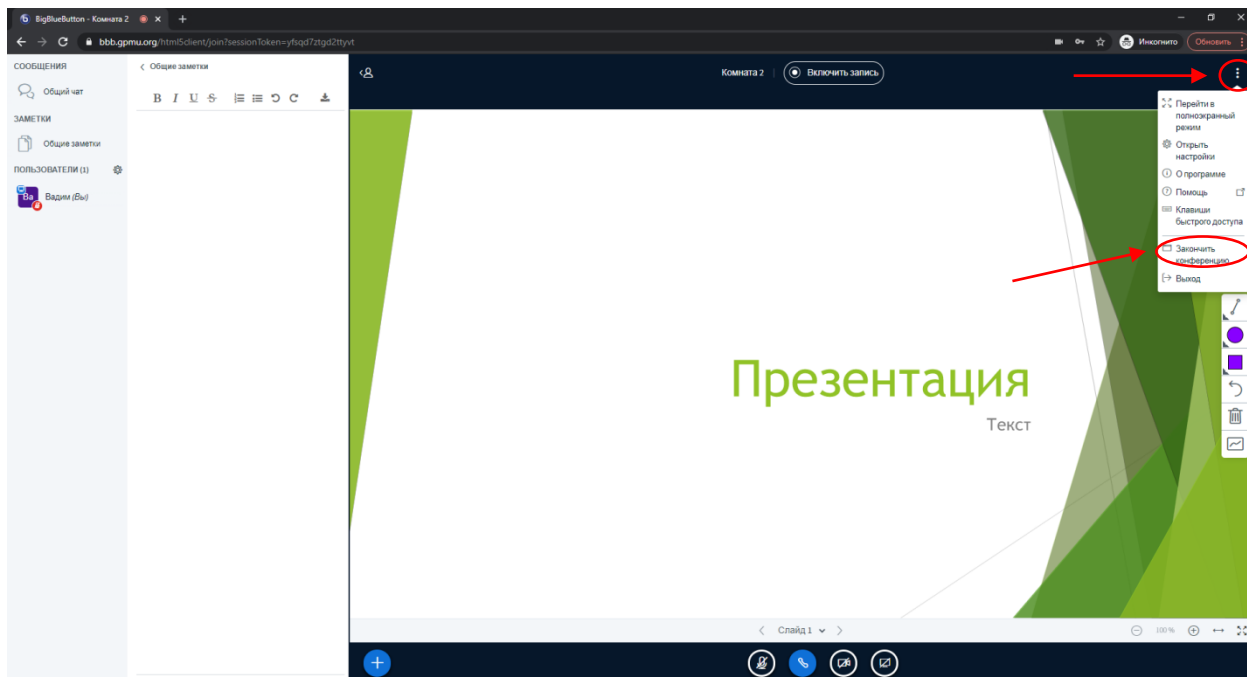 BigBlueButton - Комната 2
bbb.gpmu.org/html5client/join?sessionToken=yfsqd7ztgd2ttyvt
Инкогнито
Обновить
СООБЩЕНИЯ
Общий чат
ЗАМЕТКИ
Общие заметки
ПОЛЬЗОВАТЕЛИ (1)
Ba
Вадим (Вы)
Общие заметки
B I U S
Комната 2
Включить запись
Перейти в
полноэкранный
режим
Открыть
настройки
О программе
Помощь
Клавиши
быстрого доступа
Закончить
конференцию
Выход
Презентация
Текст
Слайд 1
100 %